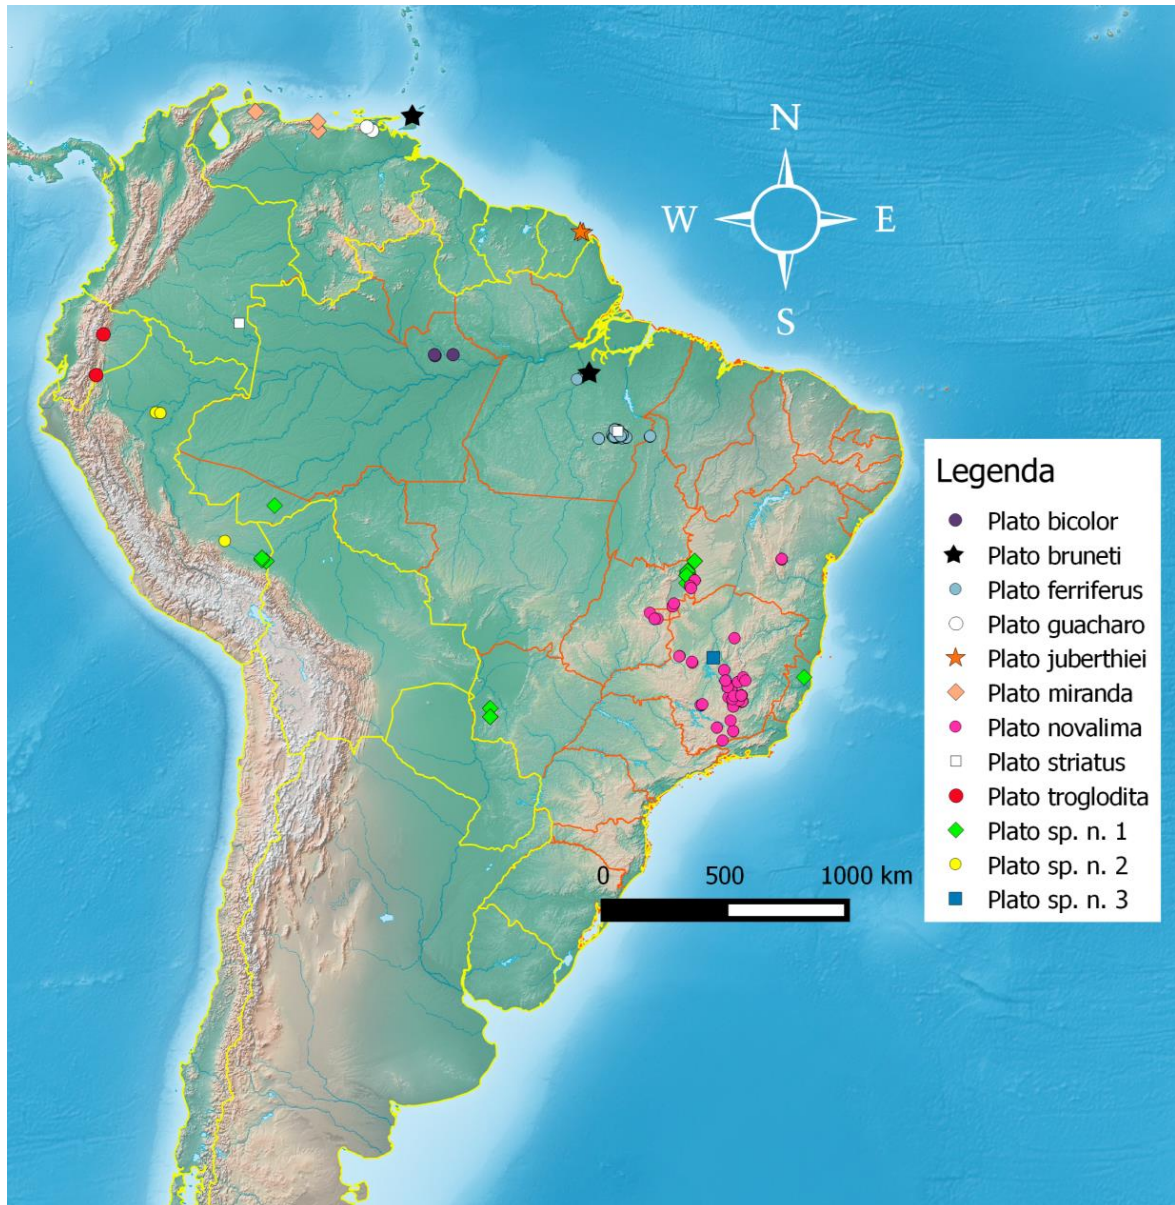 N
W
E
S
Legenda
Plato bicolor
Plato bruneti
Plato ferriferus
Plato guacharo
Plato juberthiei
Plato miranda
Plato novalima
Plato striatus
Plato troglodita
Plato sp. n. 1
Plato sp. n. 2
Plato sp. n. 3
0 500 1000 km